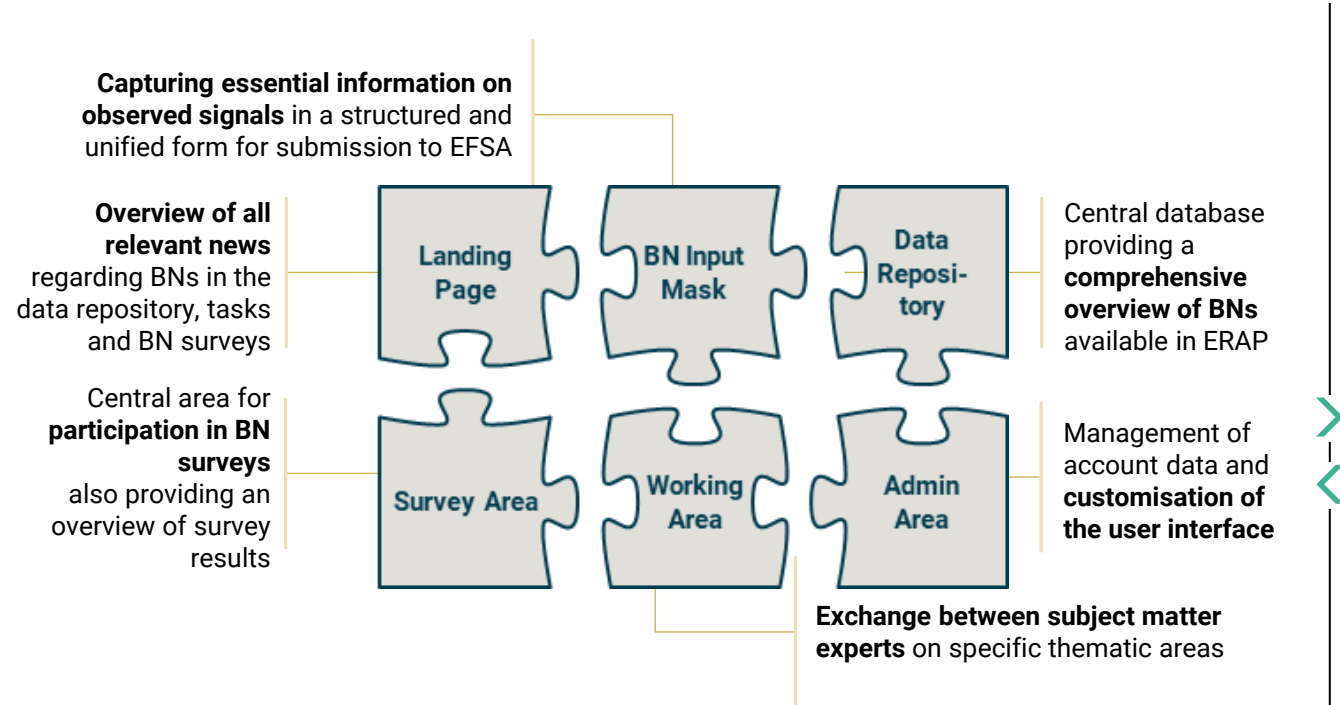 Capturing essential information on
observed signals in a structured and
unified form for submission to EFSA
Overview of all
relevant news
regarding BNs in the
data repository, tasks
and BN surveys
Landing
Page
BN Input
Mask
Data
Reposi-
tory
Central database
providing a
comprehensive
overview of BNs
available in ERAP
Central area for
participation in BN
surveys
also providing an
overview of survey
results
Survey Area
Working
Area
Admin
Area
Management of
account data and
customisation of
the user interface
Exchange between subject matter
experts on specific thematic areas